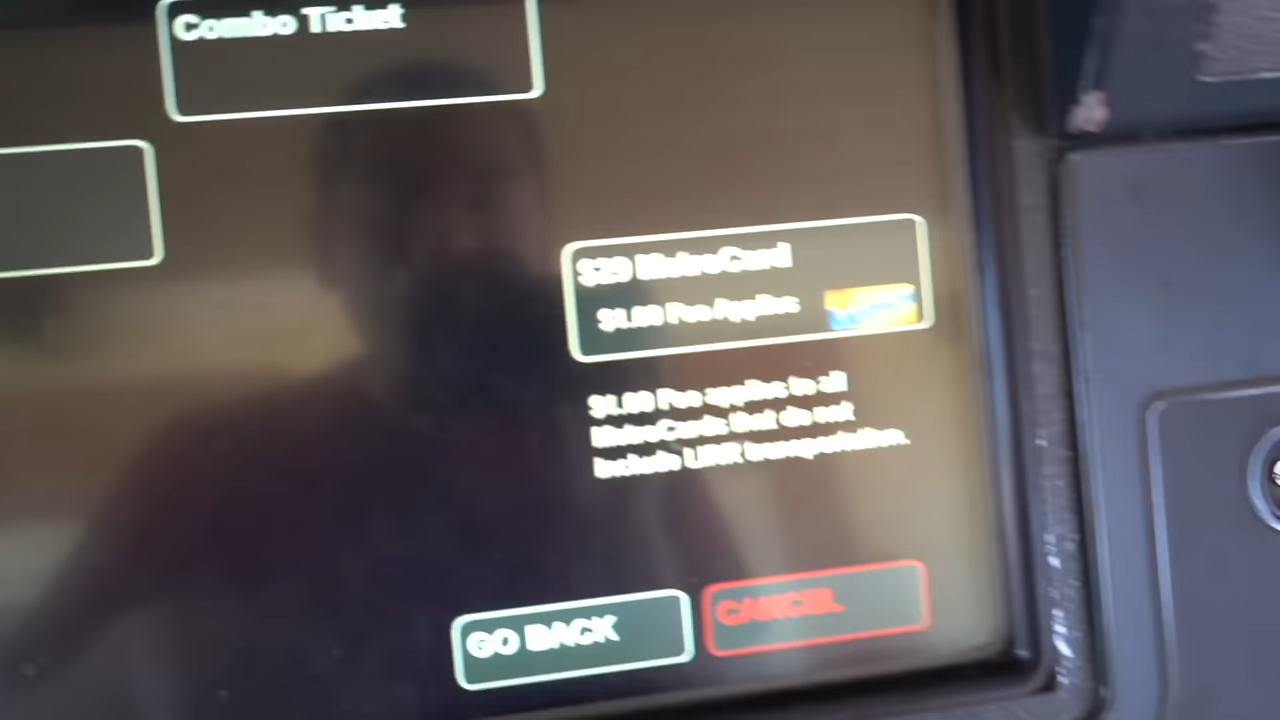 Combo Ticket
$29 MetroCard
$1.00 Fee Applies
$1.00 Fee applies to all
MetroCards that do not
include LIRR transportation.
GO BACK
CANCEL